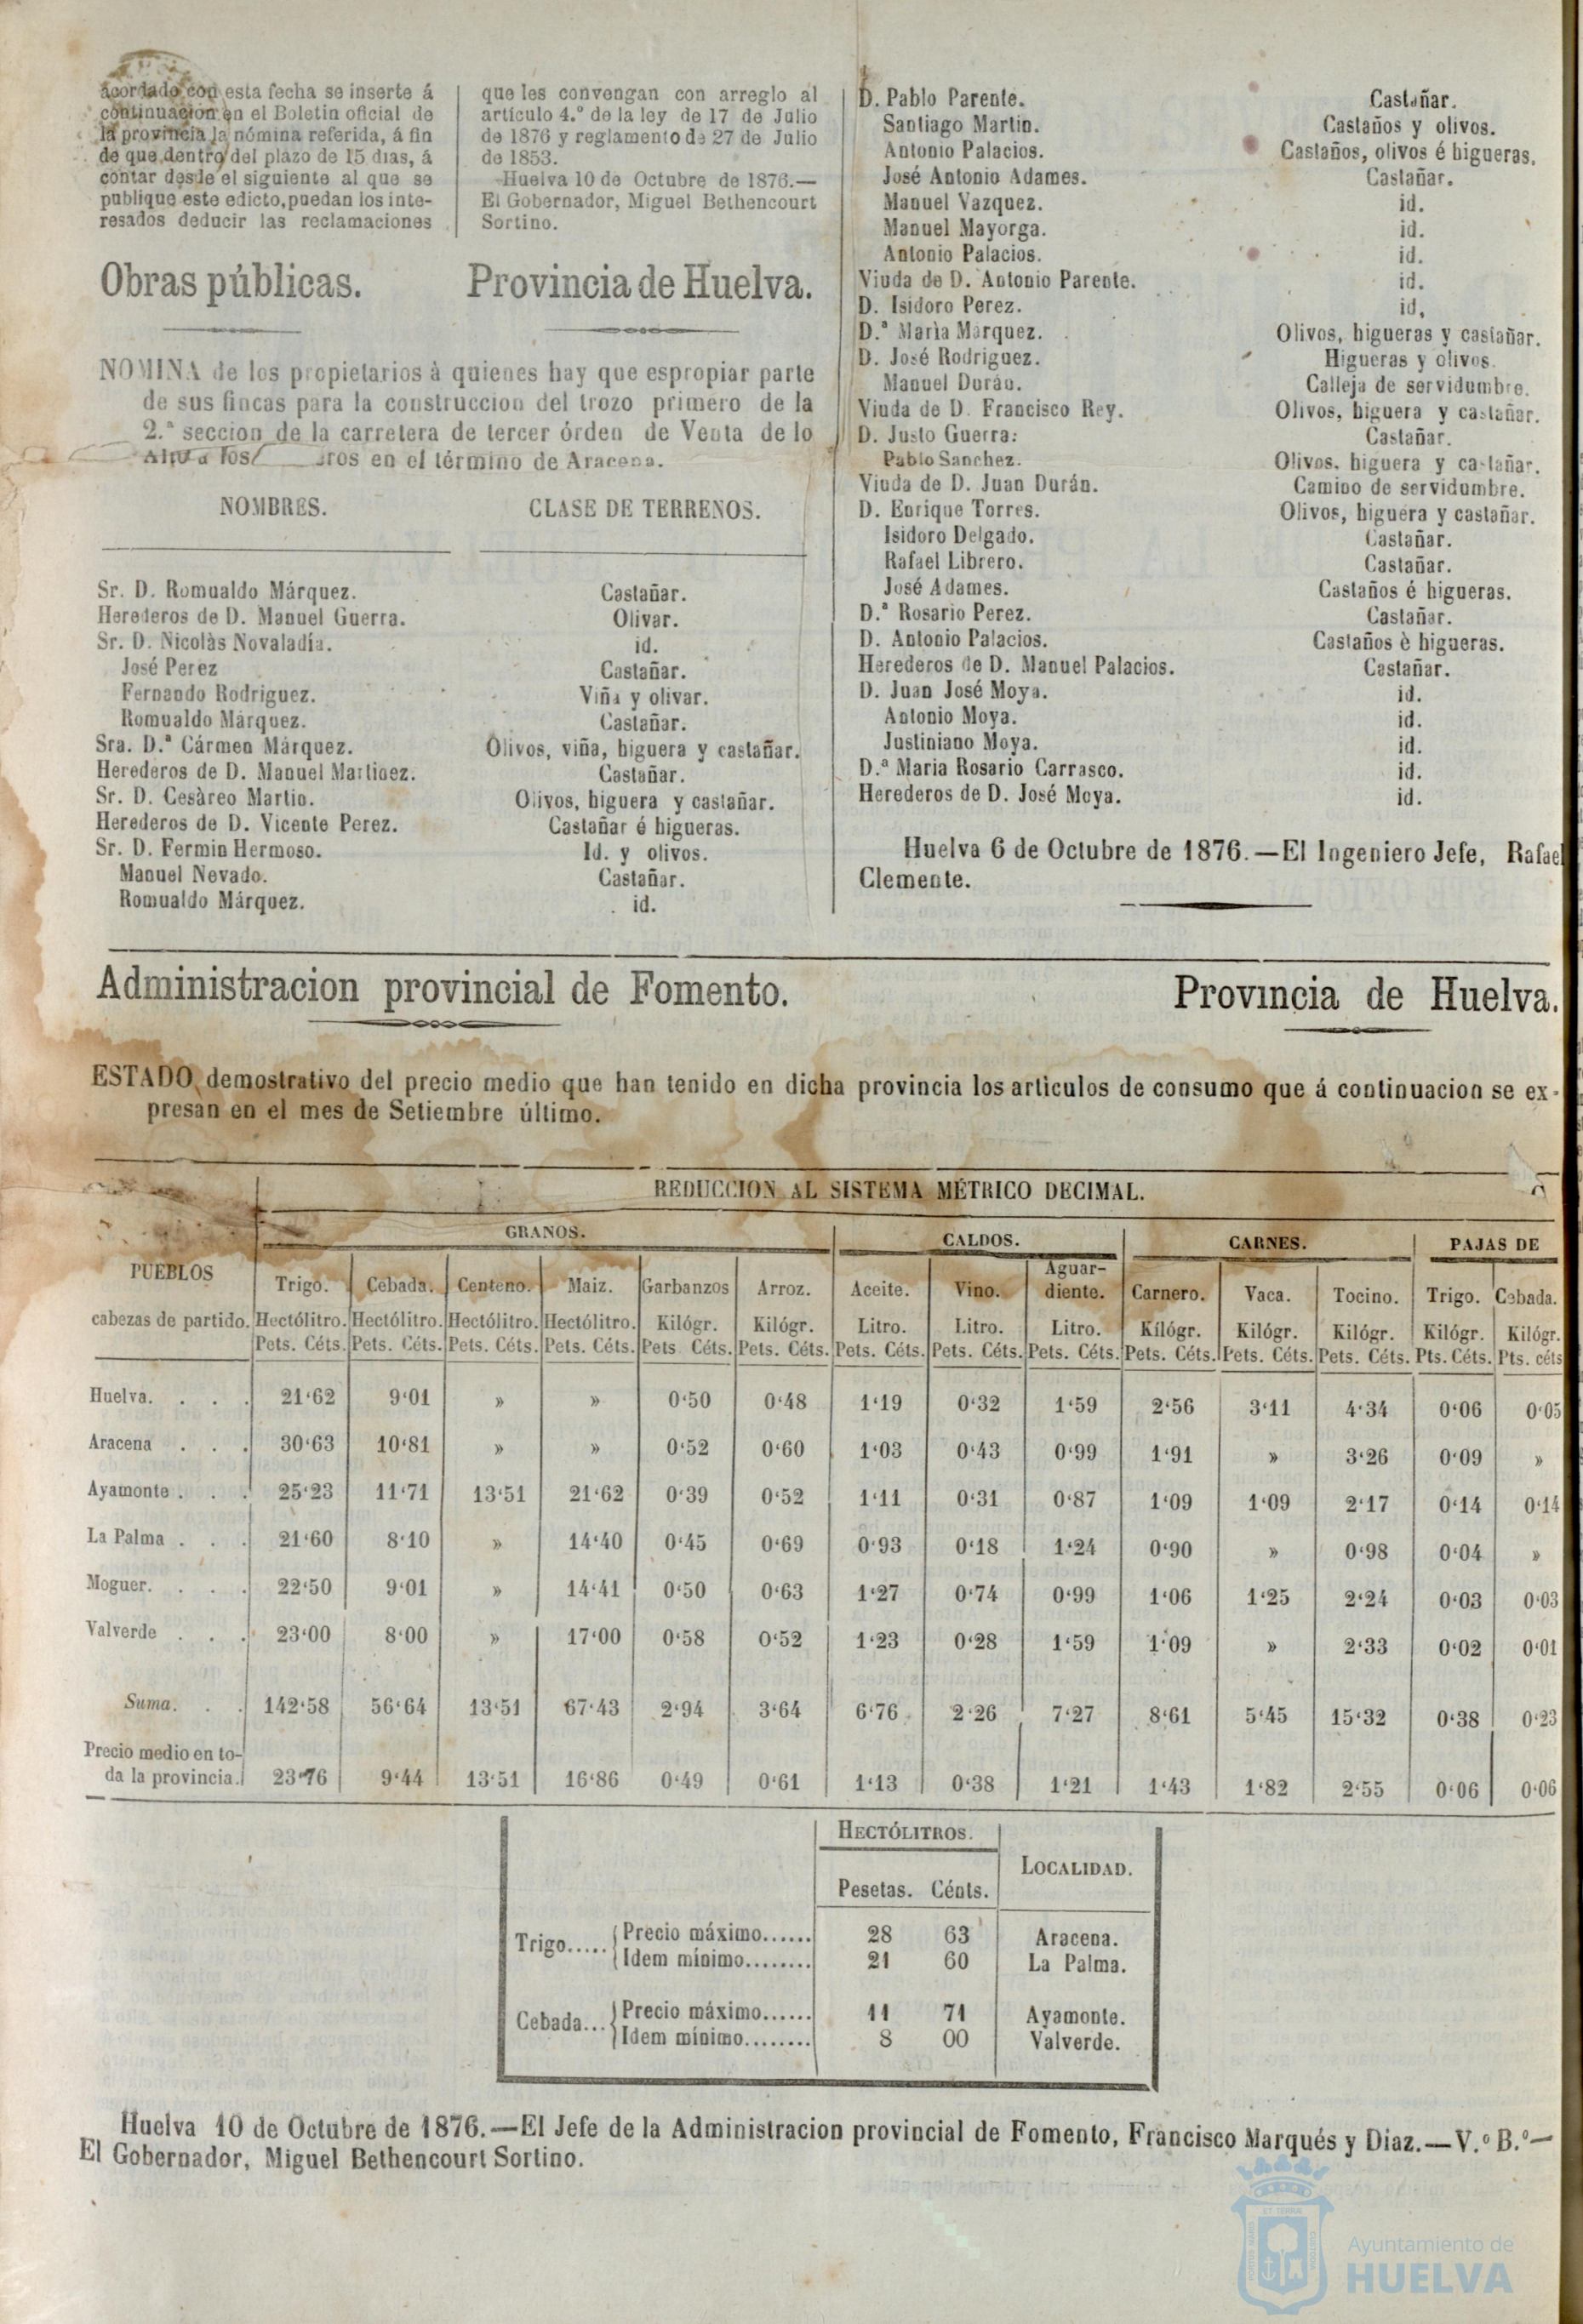 acordado con esta fecha se inserte á
continuacion en el Boletin oficial de
la provincia la nómina referida, á fin
de que dentro del plazo de 15 dias, á
contar desde el siguiente al que se
publique este edicto, puedan los inte-
resados deducir las reclamaciones
que les convengan con arreglo al
articulo 4.º de la ley de 17 de Julio
de 1876 y reglamento de 27 de Julio
de 1853.
Huelva 10 de Octubre de 1876.—
El Gobernador, Miguel Bethencourt
Sortino.
Obras públicas. Provincia de Huelva.
NOMINA de los propietarios à quienes hay que espropiar parte
de sus fincas para la construccion del trozo primero de la
2.ª seccion de la carretera de tercer órden de Venta de lo
Alto a los ros en el término de Aracena.
NOMBRES. CLASE DE TERRENOS.
Sr. D. Romualdo Márquez. Castañar.
Herederos de D. Manuel Guerra. Olivar.
Sr. D. Nicolàs Novaladía. id.
José Perez Castañar.
Fernando Rodriguez. Viña y olivar.
Romualdo Márquez. Castañar.
Sra. D.ª Cármen Márquez. Olivos, viña, higuera y castañar.
Herederos de D. Manuel Martinez. Castañar.
Sr. D. Cesàreo Martin. Olivos, higuera y castañar.
Herederos de D. Vicente Perez. Castañar é higueras.
Sr. D. Fermin Hermoso. Id. y olivos.
Manuel Nevado. Castañar.
Romualdo Márquez. id.
D. Pablo Parente. Castañar.
Santiago Martin. Castaños y olivos.
Antonio Palacios. Castaños, olivos é higueras.
José Antonio Adames. Castañar.
Manuel Vazquez. id.
Manuel Mayorga. id.
Antonio Palacios. id.
Viuda de D. Antonio Parente. id.
D. Isidoro Perez. id,
D.ª Maria Márquez. Olivos, higueras y castañar.
D. José Rodriguez. Higueras y olivos.
Manuel Durán. Calleja de servidumbre.
Viuda de D. Francisco Rey. Olivos, higuera y castañar.
D. Justo Guerra: Castañar.
Pablo Sanchez. Olivos. higuera y castañar.
Viuda de D. Juan Durán. Camino de servidumbre.
D. Enrique Torres. Olivos, higuera y castañar.
Isidoro Delgado. Castañar.
Rafael Librero. Castañar.
José Adames. Castaños é higueras.
D.ª Rosario Perez. Castañar.
D. Antonio Palacios. Castaños è higueras.
Herederos de D. Manuel Palacios. Castañar.
D. Juan José Moya. id.
Antonio Moya. id.
Justiniano Moya. id.
D.ª Maria Rosario Carrasco. id.
Herederos de D. José Moya. id.
Huelva 6 de Octubre de 1876.—El Ingeniero Jefe, Rafael
Clemente.
Administracion provincial de Fomento. Provincia de Huelva.
ESTADO demostrativo del precio medio que han tenido en dicha provincia los articulos de consumo que á continuacion se ex-
presan en el mes de Setiembre último.
REDUCCION AL SISTEMA MÉTRICO DECIMAL.
GRANOS. CALDOS. CARNES. PAJAS DE
PUEBLOS
cabezas de partido.
Trigo. Cebada. Centeno. Maiz. Garbanzos Arroz. Aceite. Vino. Aguar-
diente. Carnero. Vaca. Tocino. Trigo. Cebada.
Hectólitro. Hectólitro. Hectólitro. Hectólitro. Kilógr. Kilógr. Litro. Litro. Litro. Kilógr. Kilógr. Kilógr. Kilógr. Kilógr.
Pets. Céts. Pets. Céts. Pets. Céts. Pets. Céts. Pets Céts. Pets. Céts. Pets. Céts. Pets. Céts. Pets. Céts. Pets. Céts. Pets. Céts. Pets. Céts. Pts. Céts. Pts. céts
Huelva. . . . 21‘62 9‘01 » » 0‘50 0‘48 1‘19 0‘32 1‘59 2‘56 3‘11 4‘34 0‘06 0‘05
Aracena . . . 30‘63 10‘81 » » 0‘52 0‘60 1‘03 0‘43 0‘99 1‘91 » 3‘26 0‘09 »
Ayamonte . . . 25‘23 11‘71 13‘51 21‘62 0‘39 0‘52 1‘11 0‘31 0‘87 1‘09 1‘09 2‘17 0‘14 0‘14
La Palma . . . 21‘60 8‘10 » 14‘40 0‘45 0‘69 0‘93 0‘18 1‘24 0‘90 » 0‘98 0‘04 »
Moguer. . . . 22‘50 9‘01 » 14‘41 0‘50 0‘63 1‘27 0‘74 0‘99 1‘06 1‘25 2‘24 0‘03 0‘03
Valverde . . . 23‘00 8‘00 » 17‘00 0‘58 0‘52 1‘23 0‘28 1‘59 1‘09 » 2‘33 0‘02 0‘01
Suma. . . 142‘58 56‘64 13‘51 67‘43 2‘94 3‘64 6‘76 2‘26 7‘27 8‘61 5‘45 15‘32 0‘38 0‘23
Precio medio en to-
da la provincia. 23‘76 9‘44 13‘51 16‘86 0‘49 0‘61 1‘13 0‘38 1‘21 1‘43 1‘82 2‘55 0‘06 0‘06
HECTÓLITROS. LOCALIDAD.
Pesetas. Cénts.
Trigo..... Precio máximo...... 28 63 Aracena.
Idem mínimo........ 21 60 La Palma.
Cebada... Precio máximo...... 11 71 Ayamonte.
Idem mínimo........ 8 00 Valverde.
Huelva 10 de Octubre de 1876.—El Jefe de la Administracion provincial de Fomento, Francisco Marqués y Diaz.—V.º B.º—
El Gobernador, Miguel Bethencourt Sortino.
Ayuntamiento de
HUELVA